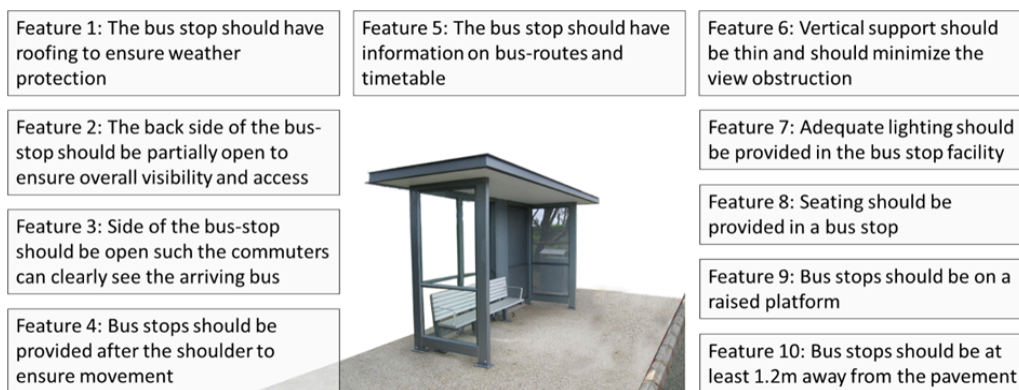 Feature 1: The bus stop should have
roofing to ensure weather
protection
Feature 2: The back side of the bus-
stop should be partially open to
ensure overall visibility and access
Feature 3: Side of the bus-stop
should be open such the commuters
can clearly see the arriving bus
Feature 4: Bus stops should be
provided after the shoulder to
ensure movement
Feature 5: The bus stop should have
information on bus-routes and
timetable
Feature 6: Vertical support should
be thin and should minimize the
view obstruction
Feature 7: Adequate lighting should
be provided in the bus stop facility
Feature 8: Seating should be
provided in a bus stop
Feature 9: Bus stops should be on a
raised platform
Feature 10: Bus stops should be at
least 1.2m away from the pavement